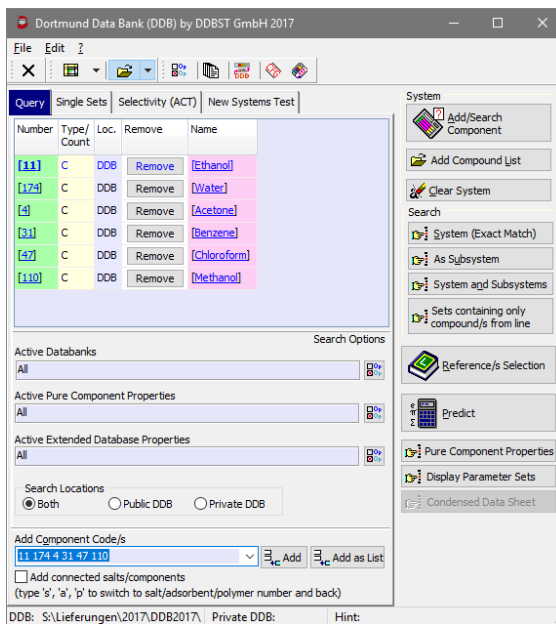 Dortmund Data Bank (DDB) by DDBST GmbH 2017
File Edit ?
Query Single Sets Selectivity (ACT) New Systems Test
Number Type/ Count Loc. Remove Name
[11] C DDB Remove [Ethanol]
[174] C DDB Remove [Water]
[4] C DDB Remove [Acetone]
[31] C DDB Remove [Benzene]
[47] C DDB Remove [Chloroform]
[110] C DDB Remove [Methanol]
Search Options
Active Databanks
All
Active Pure Component Properties
All
Active Extended Database Properties
All
Search Locations
Both Public DDB Private DDB
Add Component Code/s
11 174 4 31 47 110 Add Add as List
Add connected salts/components
(type 's', 'a', 'p' to switch to salt/adsorbent/polymer number and back)
System
Add/Search
Component
Add Compound List
Clear System
Search
System (Exact Match)
As Subsystem
System and Subsystems
Sets containing only
compound/s from line
Reference/s Selection
Predict
Pure Component Properties
Display Parameter Sets
Condensed Data Sheet
DDB: S:\Lieferungen\2017\DDB2017\ Private DDB: Hint: